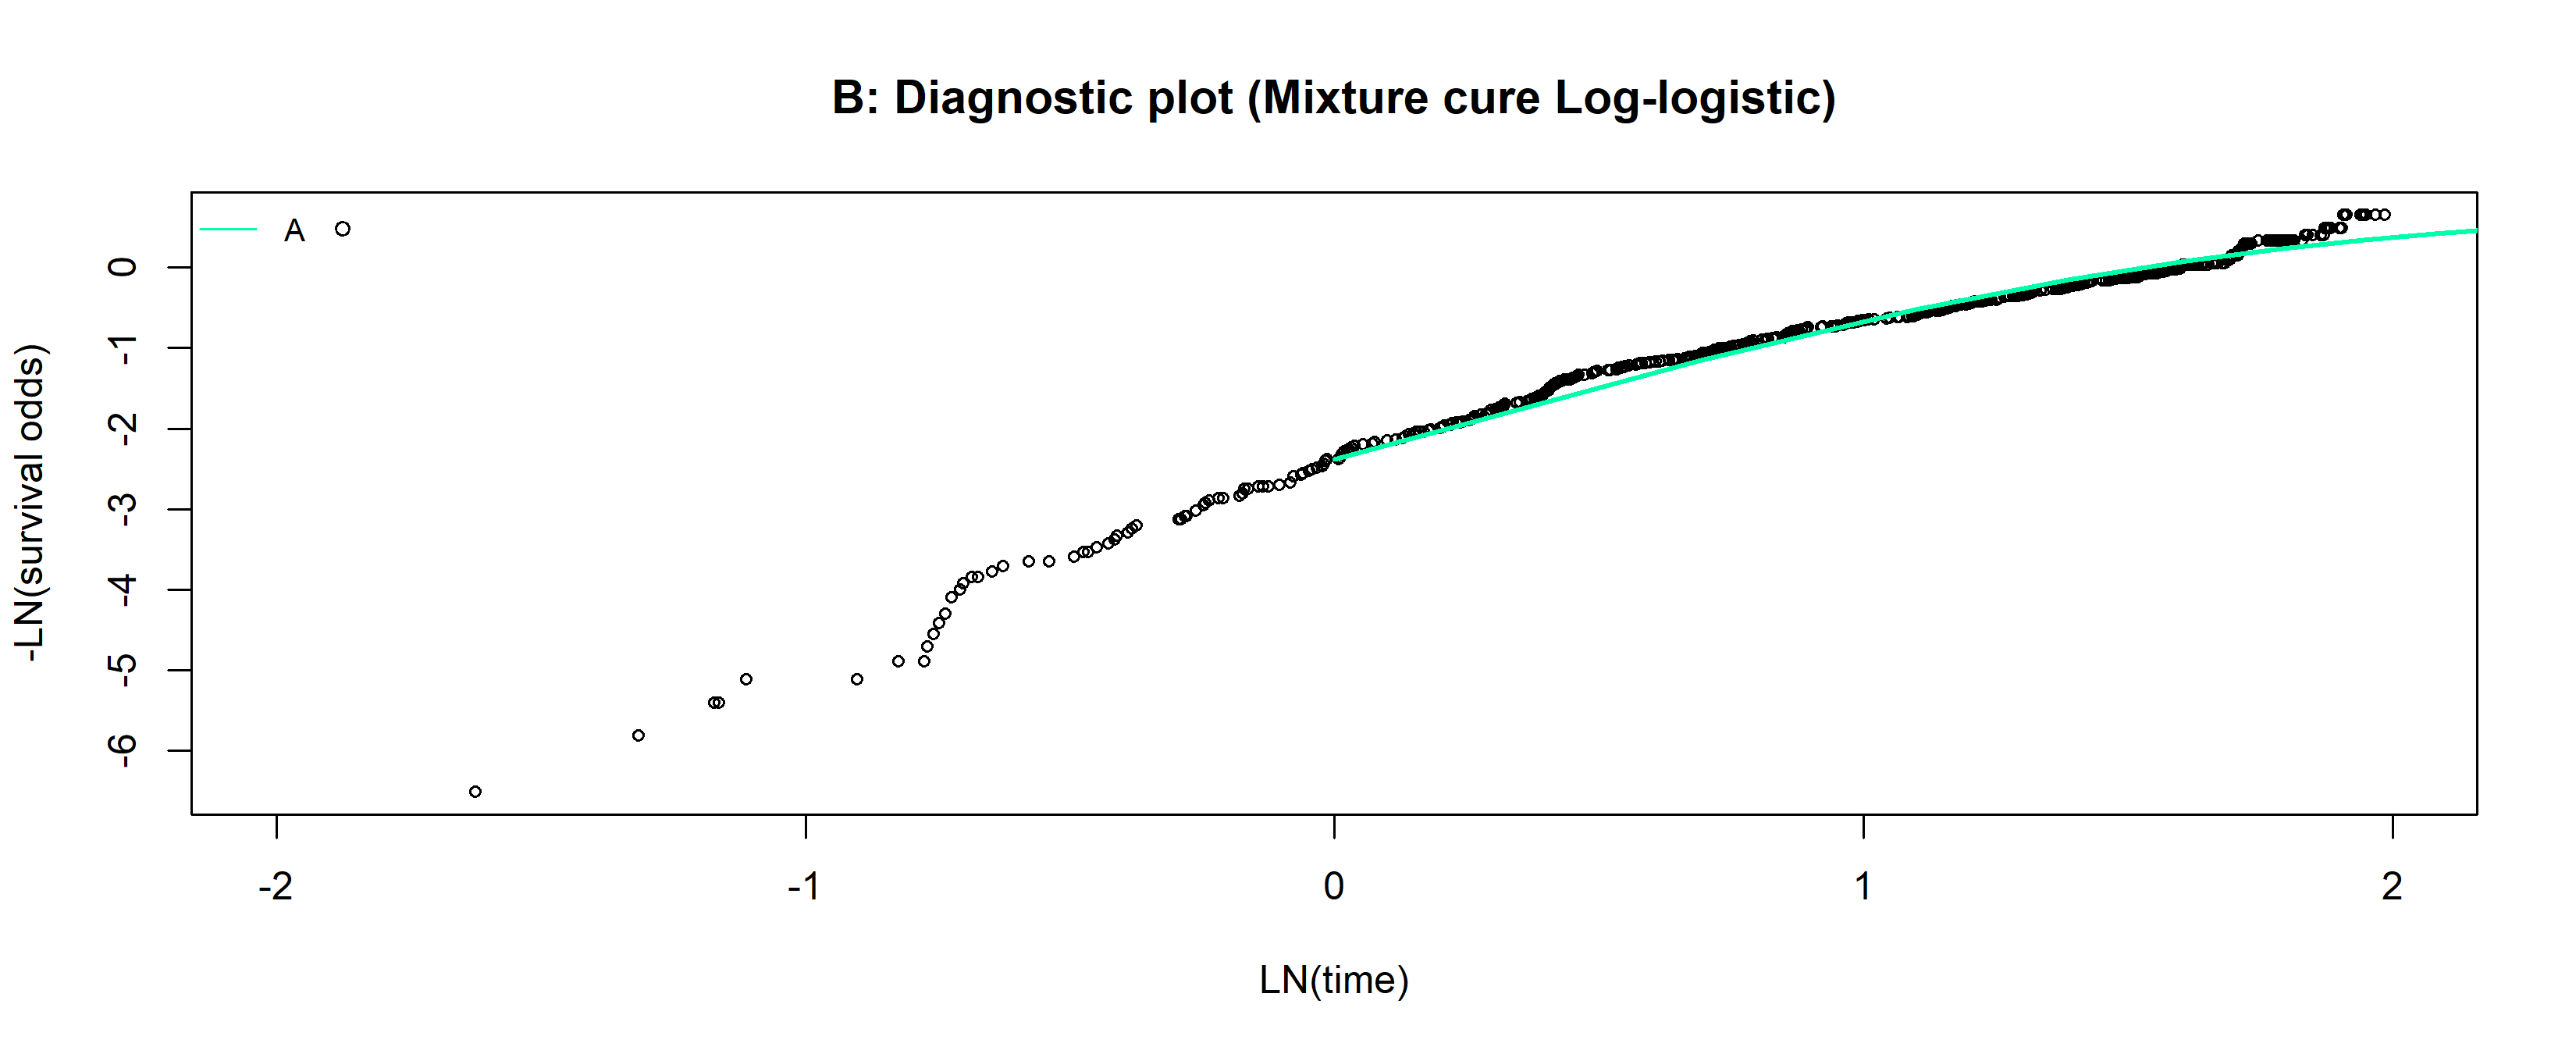 B: Diagnostic plot (Mixture cure Log-logistic)
A
-LN(survival odds)
0
-1
-2
-3
-4
-5
-6
-2 -1 0 1 2
LN(time)